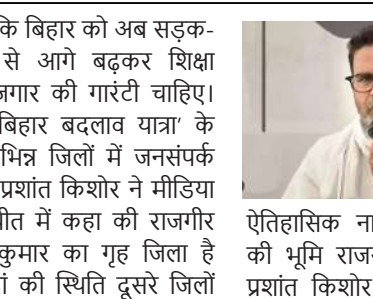 कि बिहार को अब सड़क-
से आगे बढ़कर शिक्षा
जगार की गारंटी चाहिए।
बिहार बदलाव यात्रा’ के
भिन्न जिलों में जनसंपर्क
प्रशांत किशोर ने मीडिया
चीत में कहा की राजगीर
कुमार का गृह जिला है
ां की स्थिति दूसरे जिलों
ऐतिहासिक ना
की भूमि राज
प्रशांत किशोर